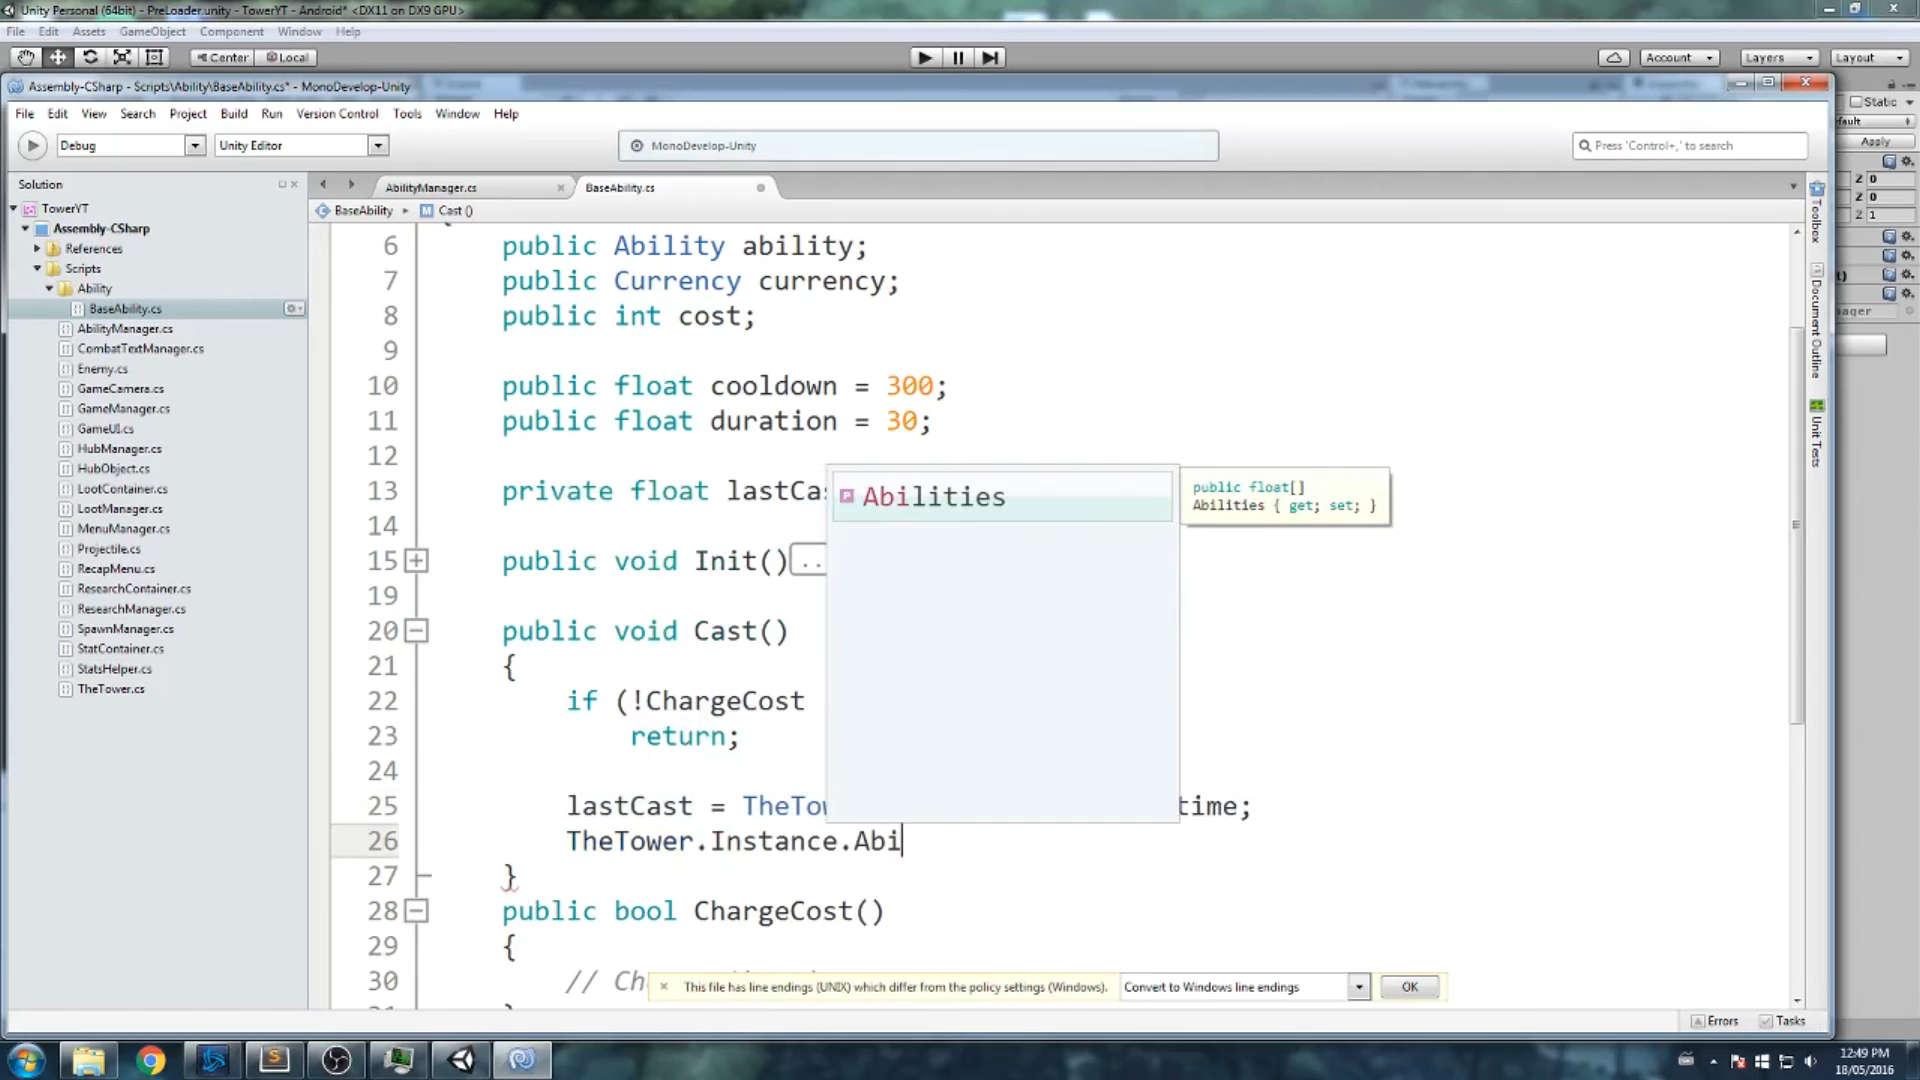 Unity Personal (64bit) - PreLoader.unity - TowerYT - Android* <DX11 on DX9 GPU>
File Edit Assets GameObject Component Window Help
Center Local Account Layers Layout
Assembly-CSharp - Scripts\Ability\BaseAbility.cs* - MonoDevelop-Unity
Static
File Edit View Search Project Build Run Version Control Tools Window Help
Debug Unity Editor MonoDevelop-Unity Press 'Control+,' to search
Apply
Solution AbilityManager.cs BaseAbility.cs
BaseAbility Cast ()
Z 0
Z 0
Z 1
Toolbox
Document Outline
Unit Tests
TowerYT
Assembly-CSharp
References
Scripts
Ability
BaseAbility.cs
AbilityManager.cs
CombatTextManager.cs
Enemy.cs
GameCamera.cs
GameManager.cs
GameUI.cs
HubManager.cs
HubObject.cs
LootContainer.cs
LootManager.cs
MenuManager.cs
Projectile.cs
RecapMenu.cs
ResearchContainer.cs
ResearchManager.cs
SpawnManager.cs
StatContainer.cs
StatsHelper.cs
TheTower.cs
6 public Ability ability;
7 public Currency currency;
8 public int cost;
9
10 public float cooldown = 300;
11 public float duration = 30;
12
13 private float lastCas
14
15 public void Init() ..
19
20 public void Cast()
21 {
22 if (!ChargeCost
23 return;
24
25 lastCast = TheTow time;
26 TheTower.Instance.Abi
27 }
28 public bool ChargeCost()
29 {
30 // Ch
Abilities
public float[]
Abilities { get; set; }
This file has line endings (UNIX) which differ from the policy settings (Windows). Convert to Windows line endings OK
Errors Tasks
12:49 PM
18/05/2016